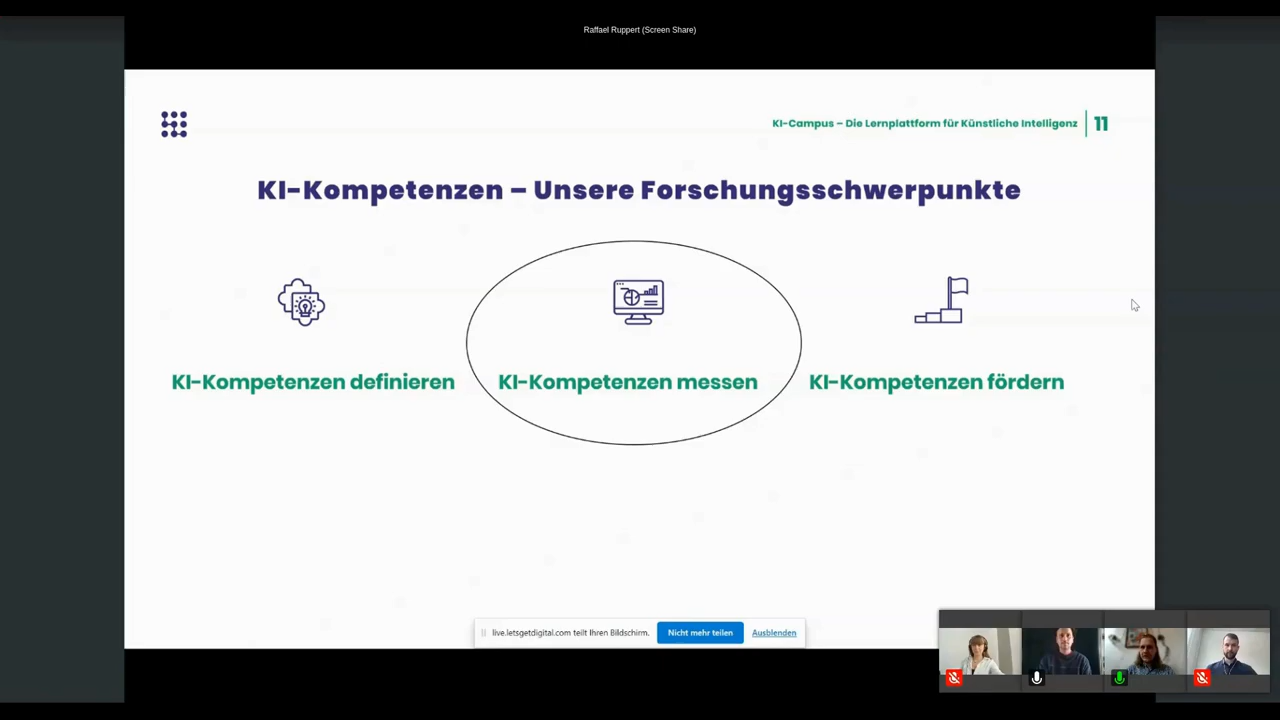 Raffael Ruppert (Screen Share)
KI-Campus – Die Lernplattform für Künstliche Intelligenz
11
KI-Kompetenzen – Unsere Forschungsschwerpunkte
KI-Kompetenzen definieren
KI-Kompetenzen messen
KI-Kompetenzen fördern
live.letsgetdigital.com teilt Ihren Bildschirm.
Nicht mehr teilen
Ausblenden